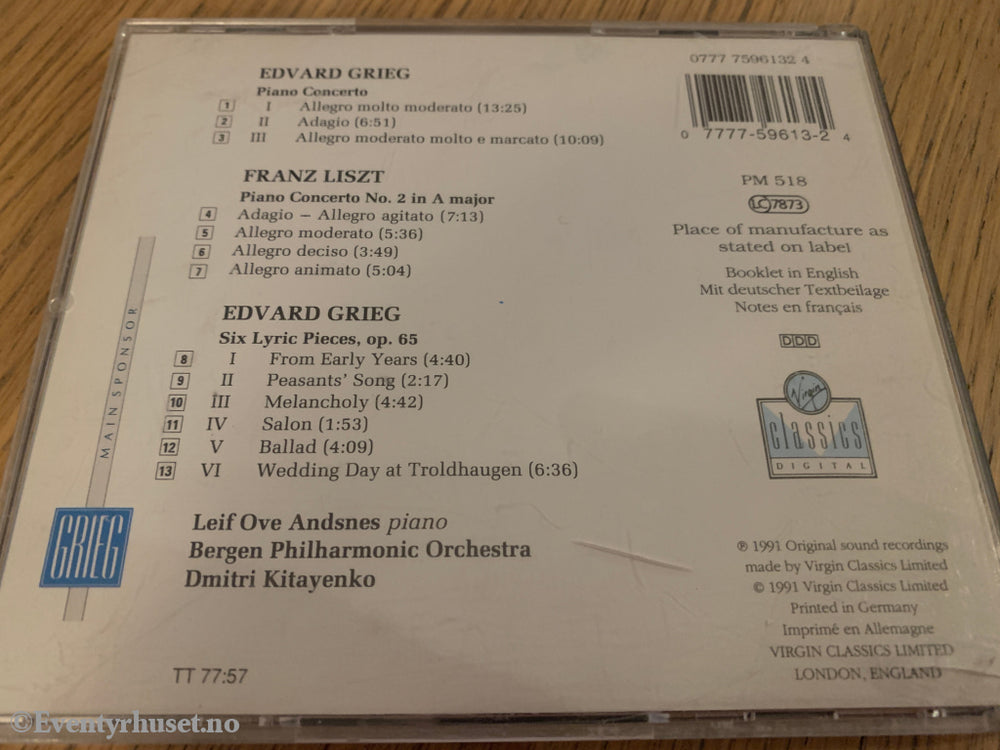 EDVARD GRIEG
Piano Concerto
1 I Allegro molto moderato (13:25)
2 II Adagio (6:51)
3 III Allegro moderato molto e marcato (10:09)
FRANZ LISZT
Piano Concerto No. 2 in A major
4 Adagio – Allegro agitato (7:13)
5 Allegro moderato (5:36)
6 Allegro deciso (3:49)
7 Allegro animato (5:04)
EDVARD GRIEG
Six Lyric Pieces, op. 65
8 I From Early Years (4:40)
9 II Peasants' Song (2:17)
10 III Melancholy (4:42)
11 IV Salon (1:53)
12 V Ballad (4:09)
13 VI Wedding Day at Troldhaugen (6:36)
Leif Ove Andsnes piano
Bergen Philharmonic Orchestra
Dmitri Kitayenko
TT 77:57
MAIN SPONSOR
GRIEG
0777 7596132 4
0 7777-59613-2 4
PM 518
LC 7873
Place of manufacture as
stated on label
Booklet in English
Mit deutscher Textbeilage
Notes en français
DDD
Virgin
classics
DIGITAL
℗ 1991 Original sound recordings
made by Virgin Classics Limited
© 1991 Virgin Classics Limited
Printed in Germany
Imprimé en Allemagne
VIRGIN CLASSICS LIMITED
LONDON, ENGLAND
©Eventyrhuset.no